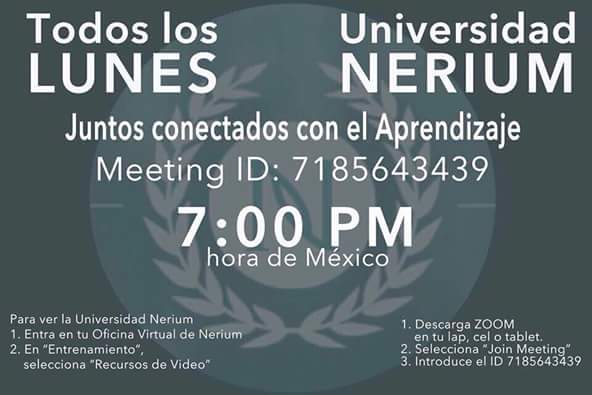 Todos los
LUNES
Universidad
NERIUM
Juntos conectados con el Aprendizaje
Meeting ID: 7185643439
7:00 PM
hora de México
Para ver la Universidad Nerium
1. Entra en tu Oficina Virtual de Nerium
2. En “Entrenamiento”,
selecciona “Recursos de Video”
1. Descarga ZOOM
en tu lap, cel o tablet.
2. Selecciona “Join Meeting”
3. Introduce el ID 7185643439
N